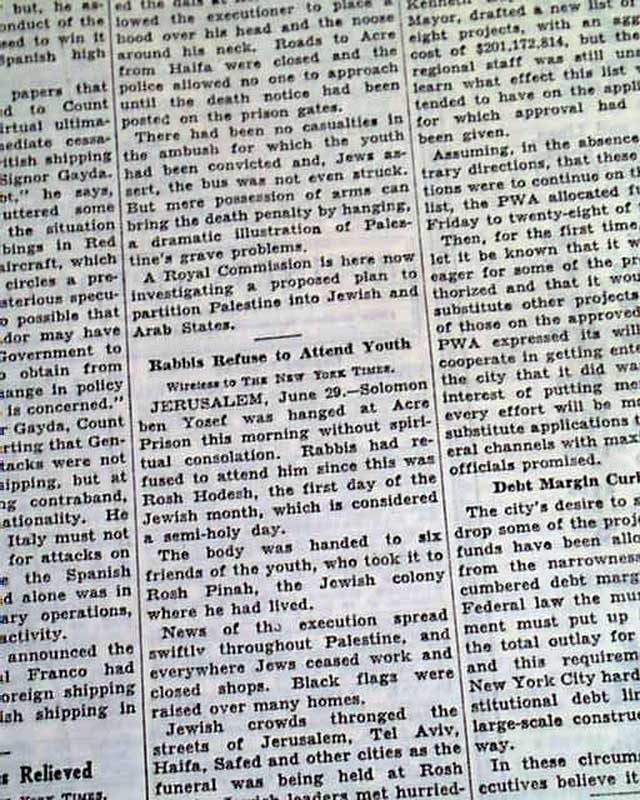 but, he as-
onduct of the
eed to win it
Spanish high
papers that
d to Count
irtual ultima-
mediate cessa-
itish shipping
Signor Gayda.
bt," he says,
uttered some
the situation
bings in Red
aircraft, which
circles a pre-
sterious specu-
o possible that
dor may have
Government to
o obtain from
ange in policy
is concerned."
r Gayda, Count
rting that Gen-
tacks were not
ipping, but at
ng contraband,
ationality. He
Italy must not
for attacks on
e the Spanish
d alone was in
ary operations,
activity.
announced the
al Franco had
oreign shipping
ish shipping in
s Relieved
YORK TIMES.
lowed the executioner to place a
hood over his head and the noose
around his neck. Roads to Acre
from Haifa were closed and the
police allowed no one to approach
until the death notice had been
posted on the prison gates.
There had been no casualties in
the ambush for which the youth
had been convicted and, Jews as-
sert, the bus was not even struck.
But mere possession of arms can
bring the death penalty by hanging,
a dramatic illustration of Pales-
tine's grave problems.
A Royal Commission is here now
investigating a proposed plan to
partition Palestine into Jewish and
Arab States.
Rabbis Refuse to Attend Youth
Wireless to THE NEW YORK TIMES.
JERUSALEM, June 29.—Solomon
ben Yosef was hanged at Acre
Prison this morning without spiri-
tual consolation. Rabbis had re-
fused to attend him since this was
Rosh Hodesh, the first day of the
Jewish month, which is considered
a semi-holy day.
The body was handed to six
friends of the youth, who took it to
Rosh Pinah, the Jewish colony
where he had lived.
News of the execution spread
swiftly throughout Palestine, and
everywhere Jews ceased work and
closed shops. Black flags were
raised over many homes.
Jewish crowds thronged the
streets of Jerusalem, Tel Aviv,
Haifa, Safed and other cities as the
funeral was being held at Rosh
leaders met hurried-
Mayor, drafted a new list of
eight projects, with an agg
cost of $201,172,814, but the
regional staff was still un
learn what effect this list
tended to have on the appli
for which approval had
been given.
Assuming, in the absence
trary directions, that these
tions were to continue on th
list, the PWA allocated f
Friday to twenty-eight of
Then, for the first time
let it be known that it w
eager for some of the pr
thorized and that it wou
substitute other projects
of those on the approved
PWA expressed its will
cooperate in getting ente
the city that it did wa
interest of putting me
every effort will be ma
substitute applications t
eral channels with max
officials promised.
Debt Margin Curl
The city's desire to
drop some of the proj
funds have been allo
from the narrowness
cumbered debt marg
Federal law the mu
ment must put up
the total outlay for
and this requirem
New York City hard
stitutional debt li
large-scale constru
way.
In these circum
ecutives believe it